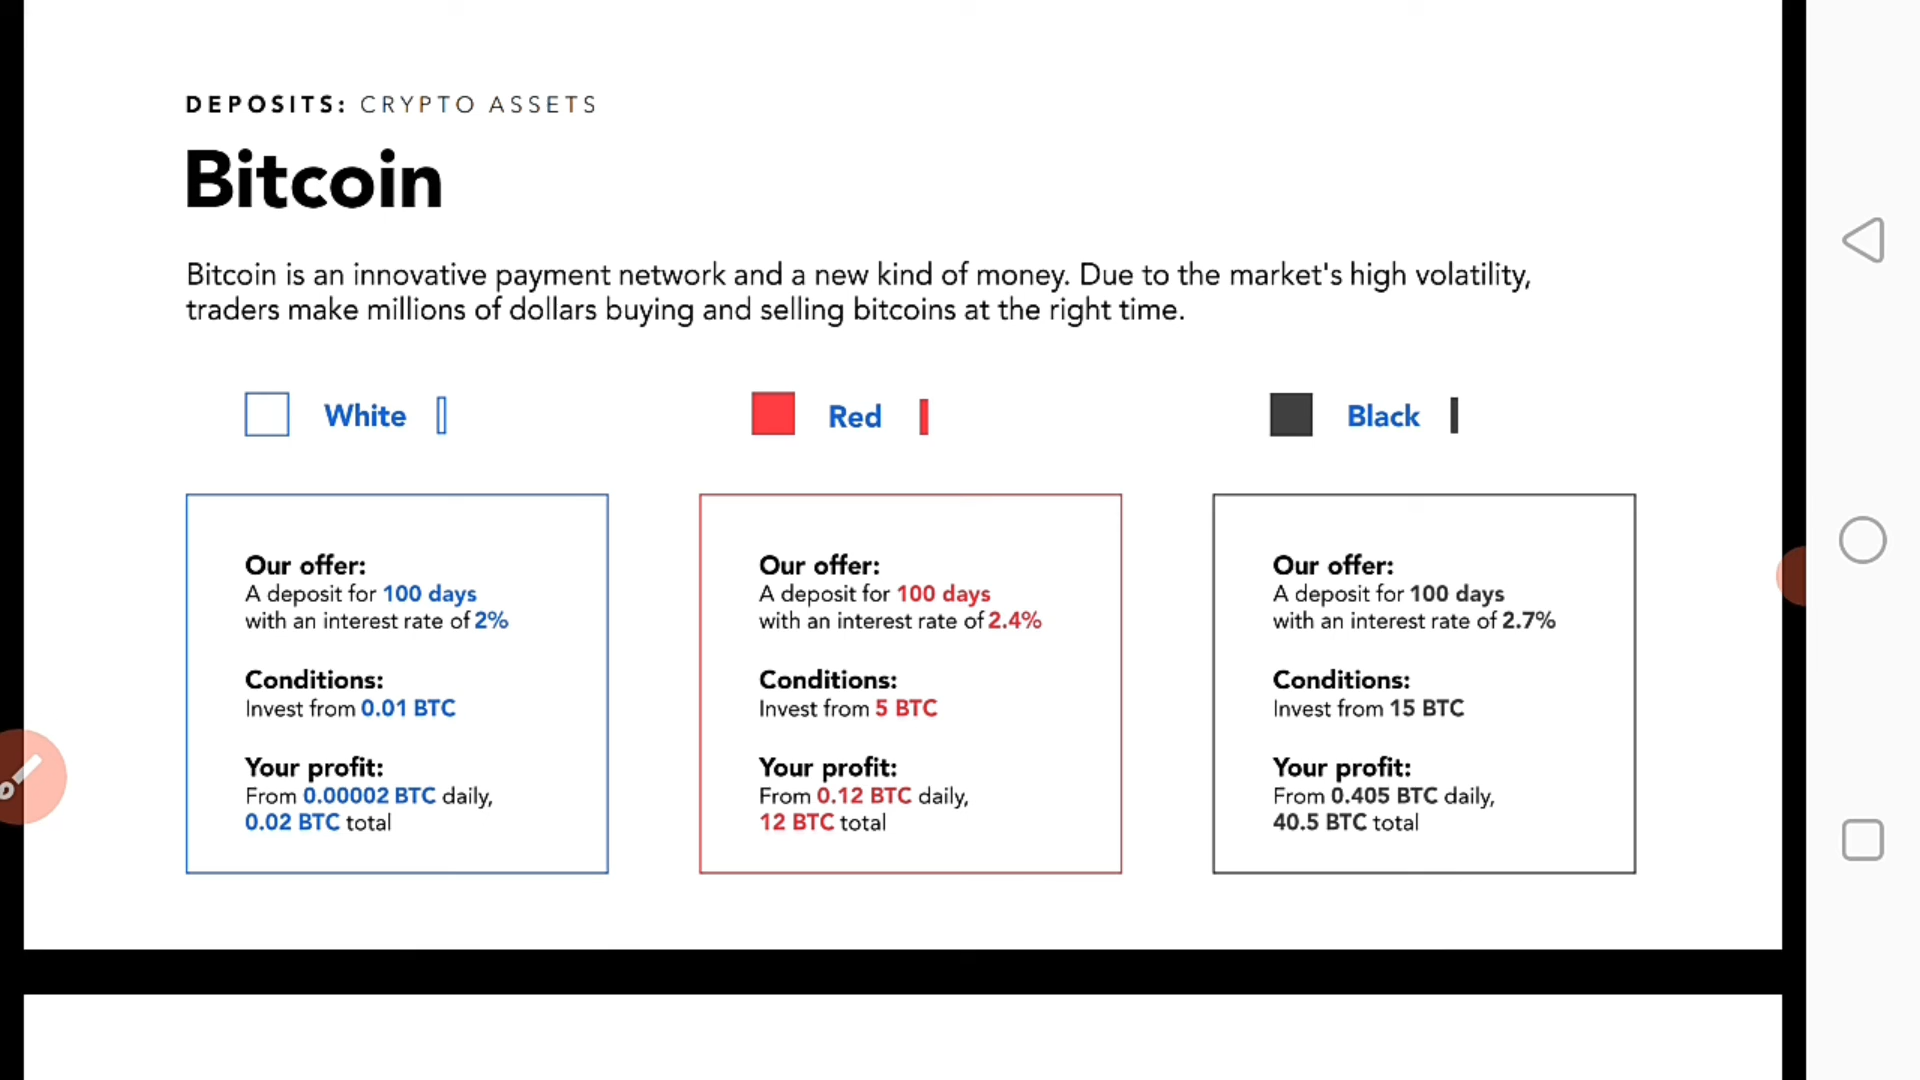 DEPOSITS: CRYPTO ASSETS
Bitcoin
Bitcoin is an innovative payment network and a new kind of money. Due to the market's high volatility,
traders make millions of dollars buying and selling bitcoins at the right time.
White
Red
Black
Our offer:
A deposit for 100 days
with an interest rate of 2%
Conditions:
Invest from 0.01 BTC
Your profit:
From 0.00002 BTC daily,
0.02 BTC total
Our offer:
A deposit for 100 days
with an interest rate of 2.4%
Conditions:
Invest from 5 BTC
Your profit:
From 0.12 BTC daily,
12 BTC total
Our offer:
A deposit for 100 days
with an interest rate of 2.7%
Conditions:
Invest from 15 BTC
Your profit:
From 0.405 BTC daily,
40.5 BTC total